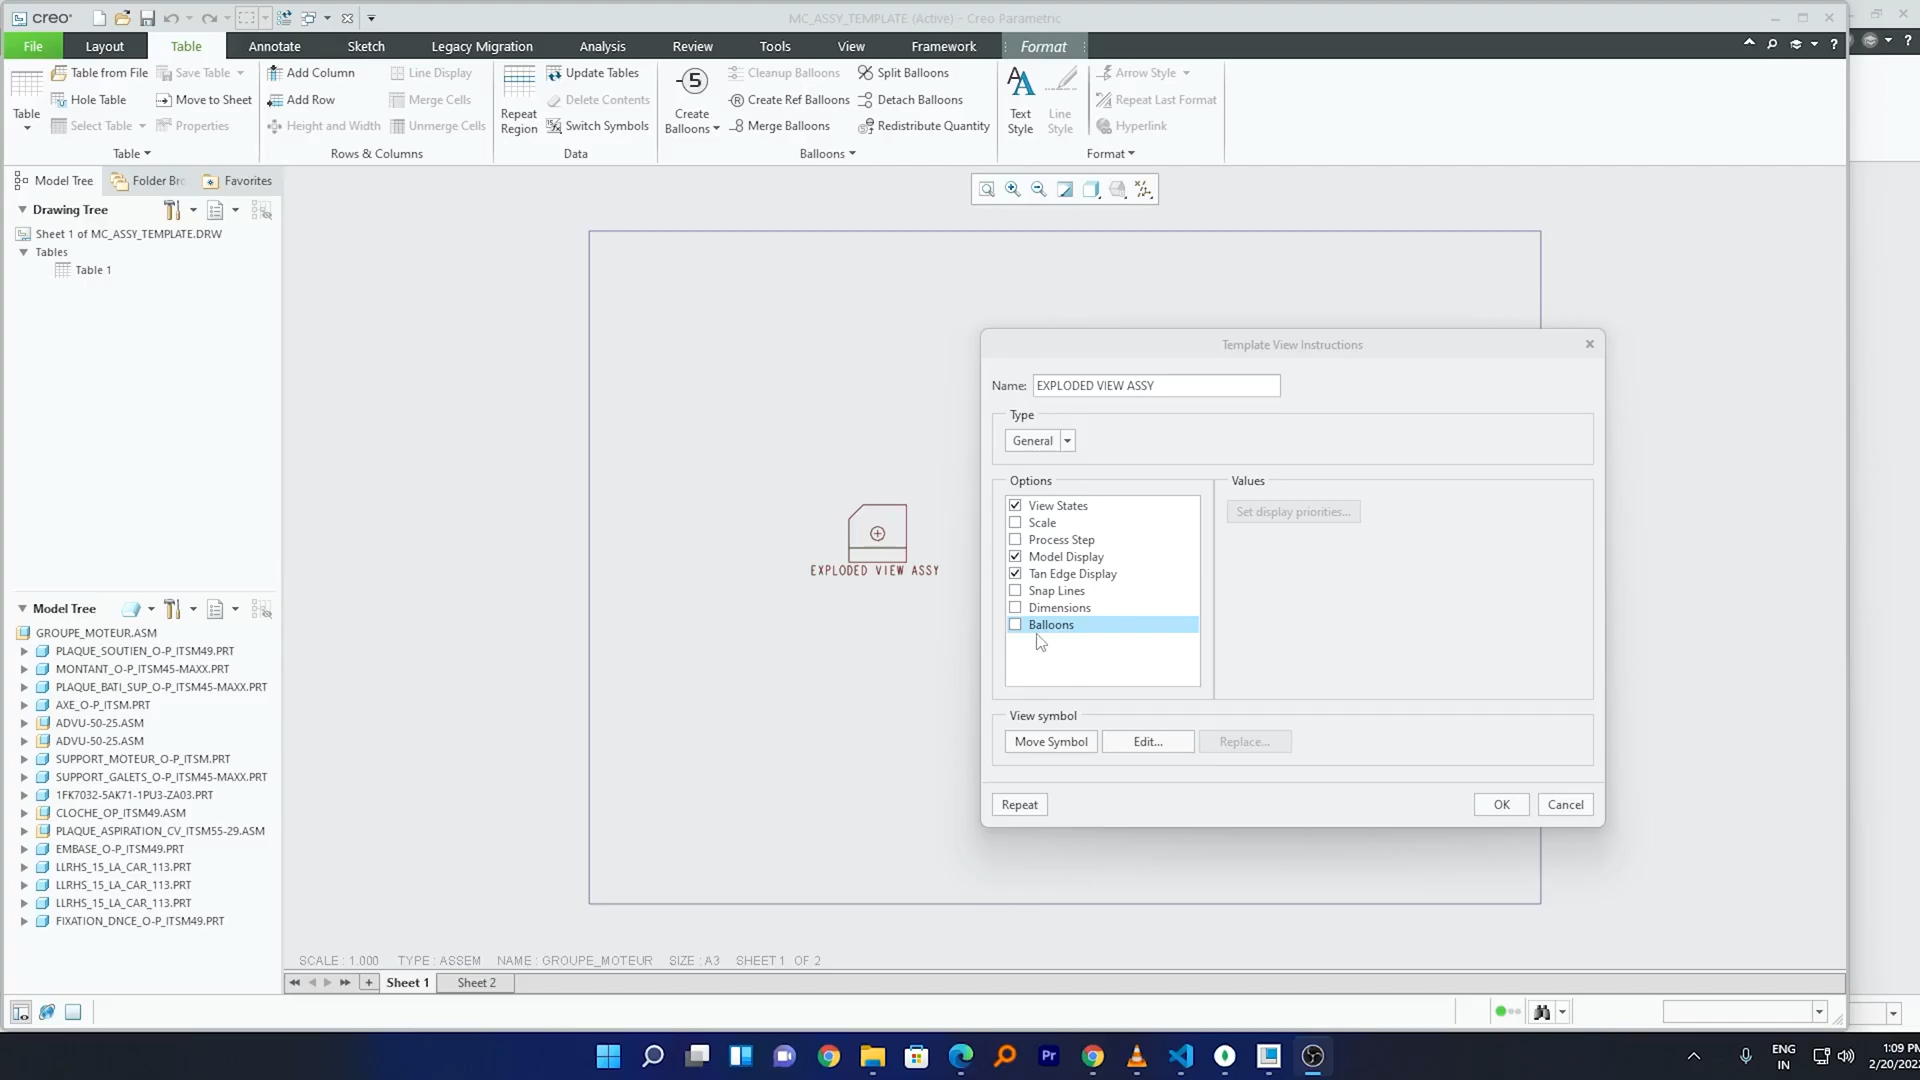 creo
MC_ASSY_TEMPLATE (Active) - Creo Parametric
File
Layout
Table
Annotate
Sketch
Legacy Migration
Analysis
Review
Tools
View
Framework
Format
Table from File
Save Table
Hole Table
Move to Sheet
Table
Select Table
Properties
Table
Add Column
Line Display
Add Row
Merge Cells
Height and Width
Unmerge Cells
Rows & Columns
Repeat Region
Update Tables
Delete Contents
Switch Symbols
Data
5
Create Balloons
Cleanup Balloons
Split Balloons
Create Ref Balloons
Detach Balloons
Merge Balloons
Redistribute Quantity
Balloons
Text Style
Line Style
Arrow Style
Repeat Last Format
Hyperlink
Format
Model Tree
Folder Bro
Favorites
Drawing Tree
Sheet 1 of MC_ASSY_TEMPLATE.DRW
Tables
Table 1
Model Tree
GROUPE_MOTEUR.ASM
PLAQUE_SOUTIEN_O-P_ITSM49.PRT
MONTANT_O-P_ITSM45-MAXX.PRT
PLAQUE_BATI_SUP_O-P_ITSM45-MAXX.PRT
AXE_O-P_ITSM.PRT
ADVU-50-25.ASM
ADVU-50-25.ASM
SUPPORT_MOTEUR_O-P_ITSM.PRT
SUPPORT_GALETS_O-P_ITSM45-MAXX.PRT
1FK7032-5AK71-1PU3-ZA03.PRT
CLOCHE_OP_ITSM49.ASM
PLAQUE_ASPIRATION_CV_ITSM55-29.ASM
EMBASE_O-P_ITSM49.PRT
LLRHS_15_LA_CAR_113.PRT
LLRHS_15_LA_CAR_113.PRT
LLRHS_15_LA_CAR_113.PRT
FIXATION_DNCE_O-P_ITSM49.PRT
EXPLODED VIEW ASSY
Template View Instructions
Name: EXPLODED VIEW ASSY
Type
General
Options
View States
Scale
Process Step
Model Display
Tan Edge Display
Snap Lines
Dimensions
Balloons
Values
Set display priorities...
View symbol
Move Symbol
Edit...
Replace...
Repeat
OK
Cancel
SCALE : 1.000 TYPE : ASSEM NAME : GROUPE_MOTEUR SIZE : A3 SHEET 1 OF 2
Sheet 1
Sheet 2
Pr
ENG
IN
1:09 PM
2/20/202